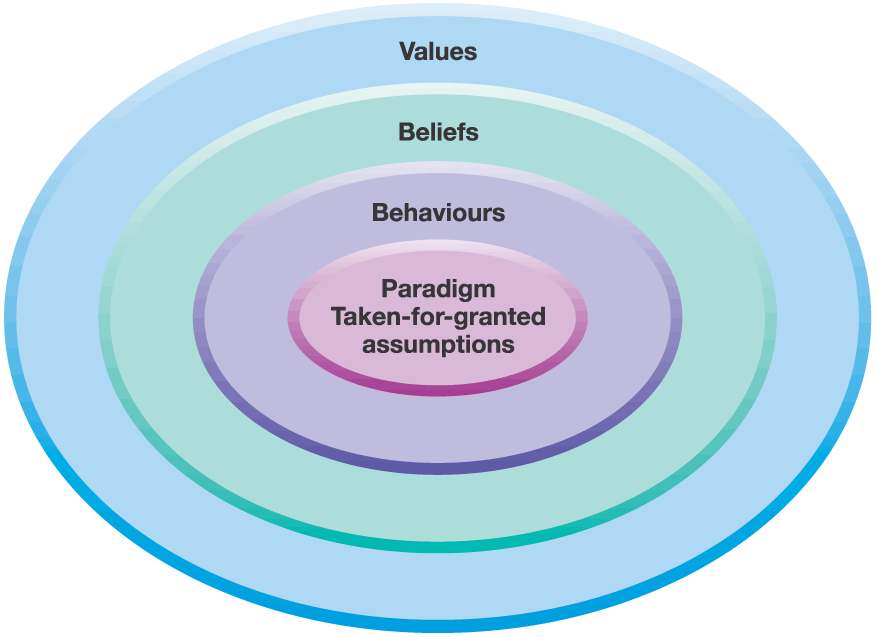 Values
Beliefs
Behaviours
Paradigm
Taken-for-granted
assumptions